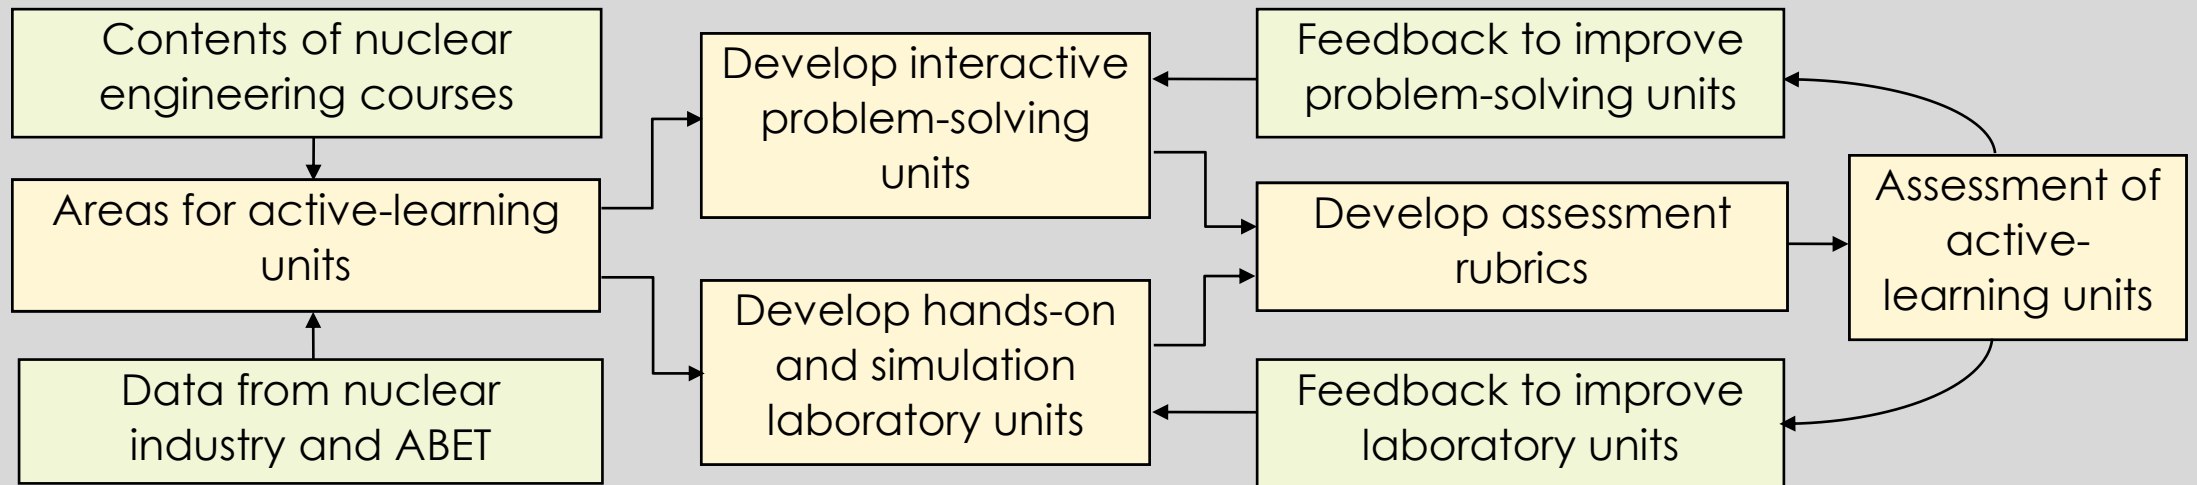 Contents of nuclear
engineering courses
Areas for active-learning
units
Data from nuclear
industry and ABET
Develop interactive
problem-solving
units
Develop hands-on
and simulation
laboratory units
Feedback to improve
problem-solving units
Develop assessment
rubrics
Feedback to improve
laboratory units
Assessment of
active-
learning units